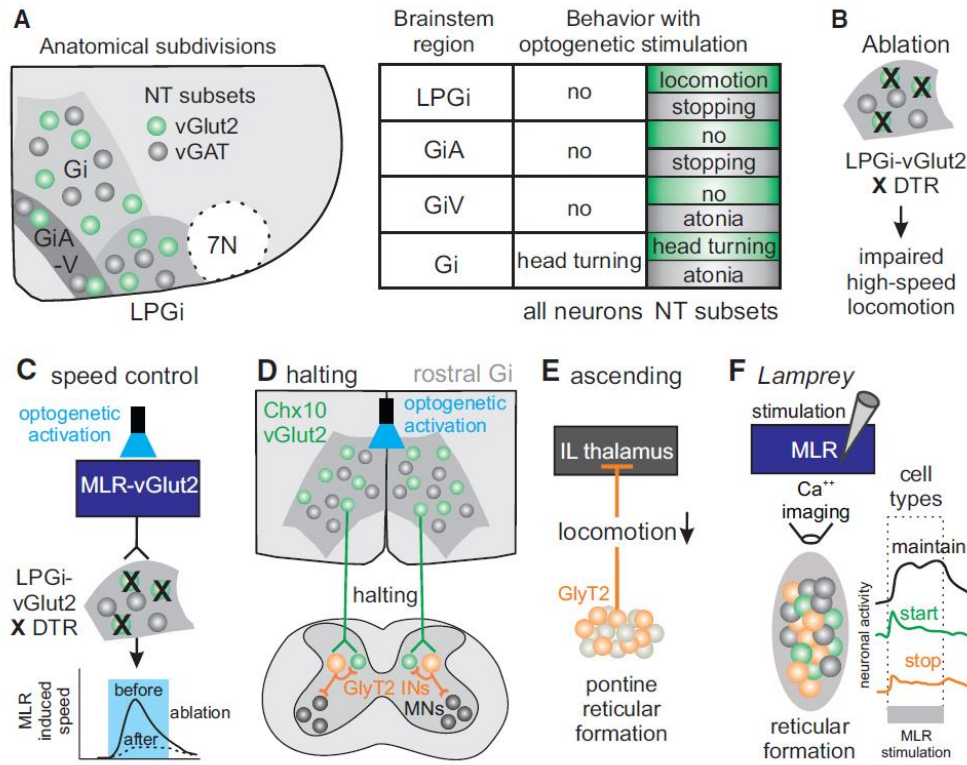 A
Anatomical subdivisions
NT subsets
vGlut2
vGAT
Gi
GiA
-V
7N
LPGi
Brainstem
region
Behavior with
optogenetic stimulation
LPGi
no
locomotion
stopping
GiA
no
no
stopping
GiV
no
no
atonia
Gi
head turning
head turning
atonia
all neurons
NT subsets
B
Ablation
X
X
X
LPGi-vGlut2
X DTR
impaired
high-speed
locomotion
C
speed control
optogenetic
activation
MLR-vGlut2
X
X
X
LPGi-
vGlut2
X DTR
MLR
induced
speed
before
ablation
after
D
halting
rostral Gi
Chx10
vGlut2
optogenetic
activation
halting
GlyT2 INs
MNs
E
ascending
IL thalamus
locomotion
GlyT2
pontine
reticular
formation
F
Lamprey
stimulation
MLR
Ca++
imaging
cell
types
maintain
start
stop
neuronal activity
reticular
formation
MLR
stimulation